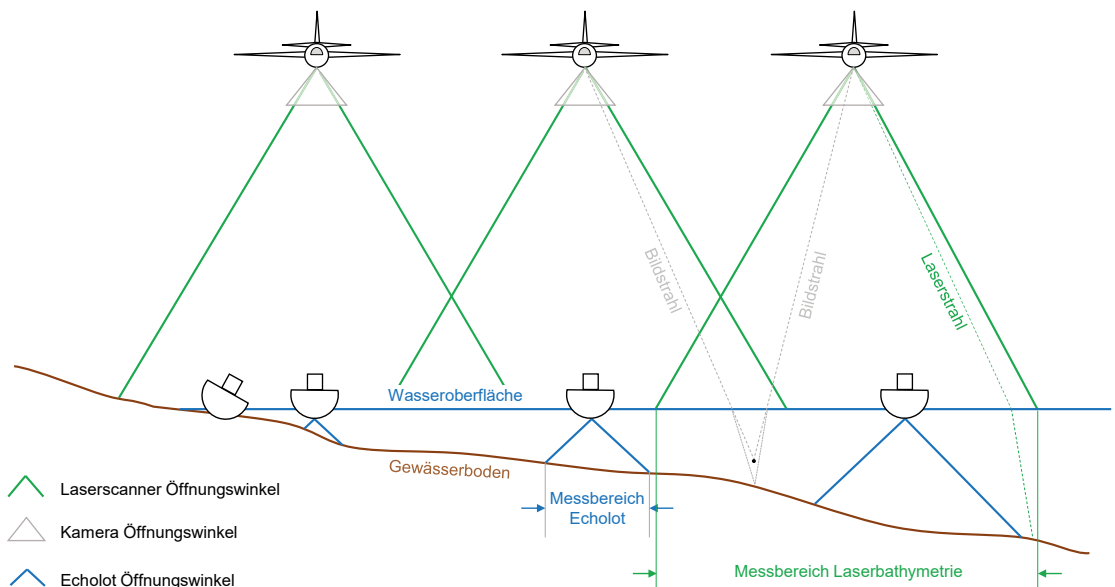 Bildstrahl
Bildstrahl
Laserstrahl
Wasseroberfläche
Gewässerboden
Laserscanner Öffnungswinkel
Kamera Öffnungswinkel
Echolot Öffnungswinkel
Messbereich
Echolot
Messbereich Laserbathymetrie